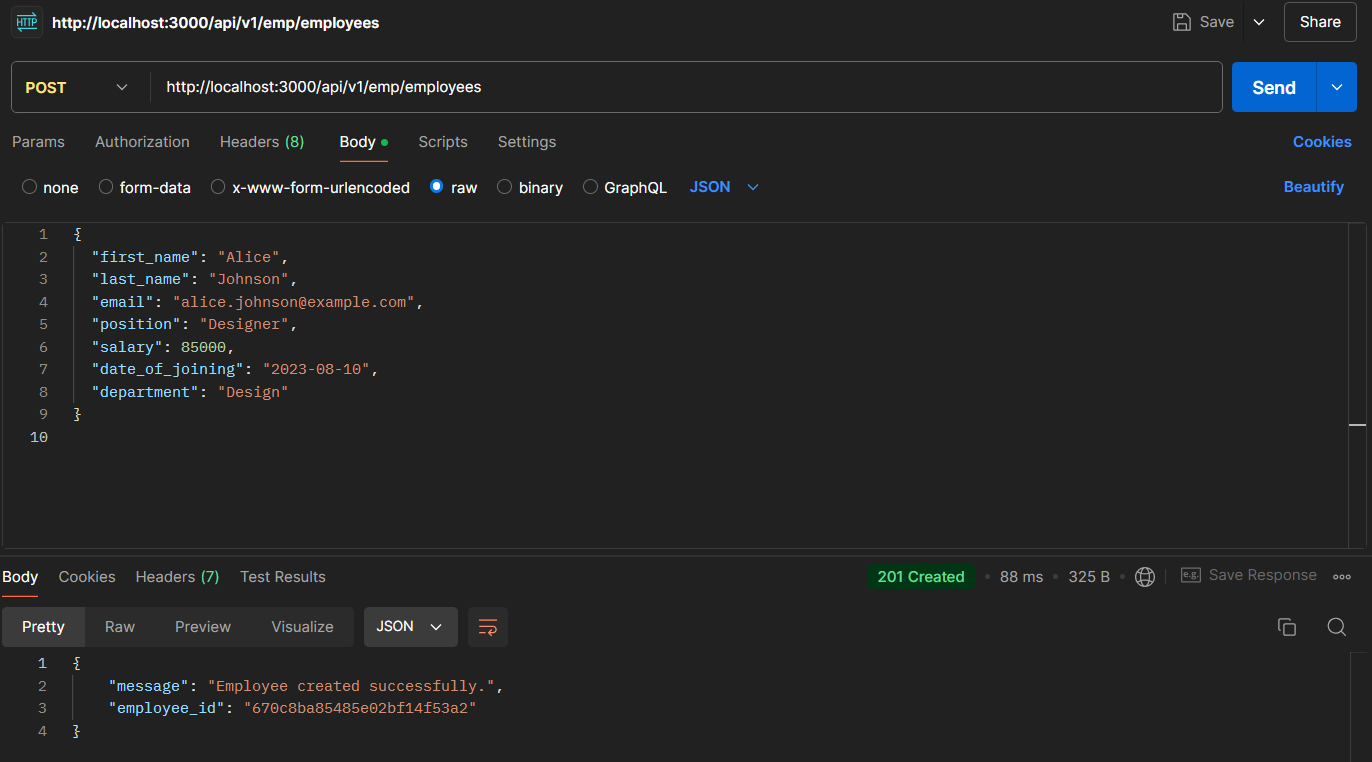 HTTP http://localhost:3000/api/v1/emp/employees Save Share
POST http://localhost:3000/api/v1/emp/employees Send
Params Authorization Headers (8) Body Scripts Settings Cookies
none form-data x-www-form-urlencoded raw binary GraphQL JSON Beautify
1 {
2 "first_name": "Alice",
3 "last_name": "Johnson",
4 "email": "alice.johnson@example.com",
5 "position": "Designer",
6 "salary": 85000,
7 "date_of_joining": "2023-08-10",
8 "department": "Design"
9 }
10
Body Cookies Headers (7) Test Results 201 Created • 88 ms • 325 B • e.g. Save Response
Pretty Raw Preview Visualize JSON
1 {
2 "message": "Employee created successfully.",
3 "employee_id": "670c8ba85485e02bf14f53a2"
4 }